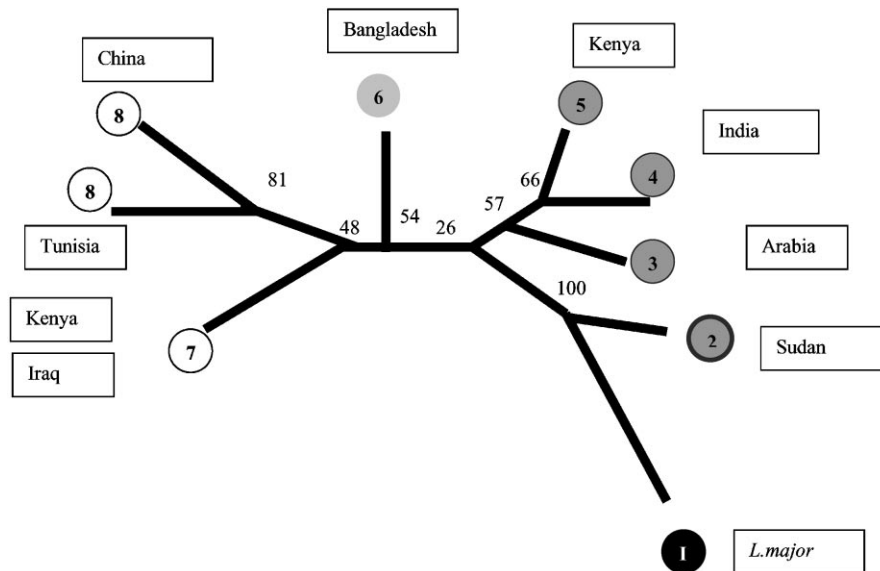 Bangladesh
China
Kenya
6
5
8
India
4
81
66
8
57
54
48
26
Tunisia
3
Arabia
100
Kenya
7
2
Sudan
Iraq
I
L.major